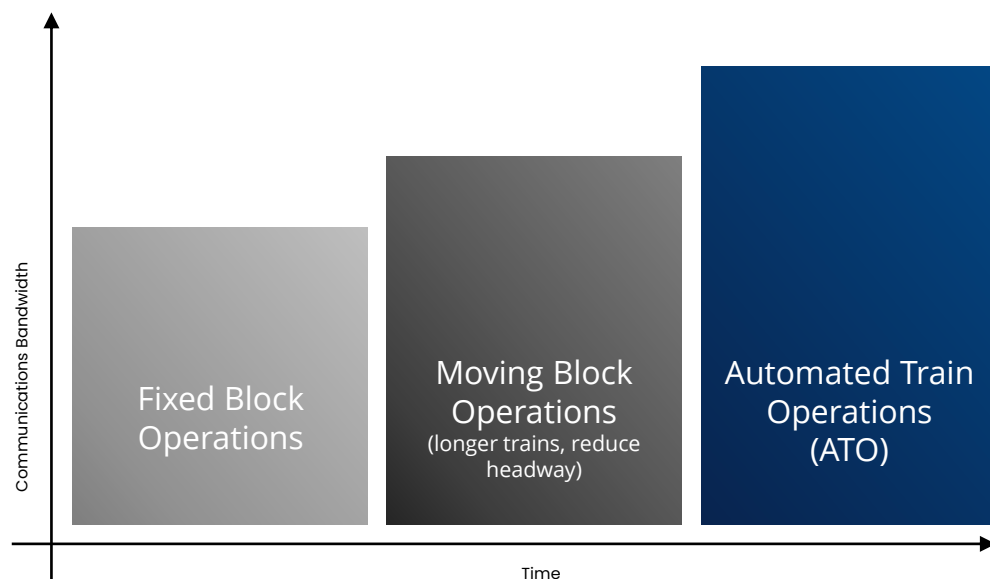 Communications Bandwidth
Fixed Block
Operations
Moving Block
Operations
(longer trains, reduce
headway)
Automated Train
Operations
(ATO)
Time